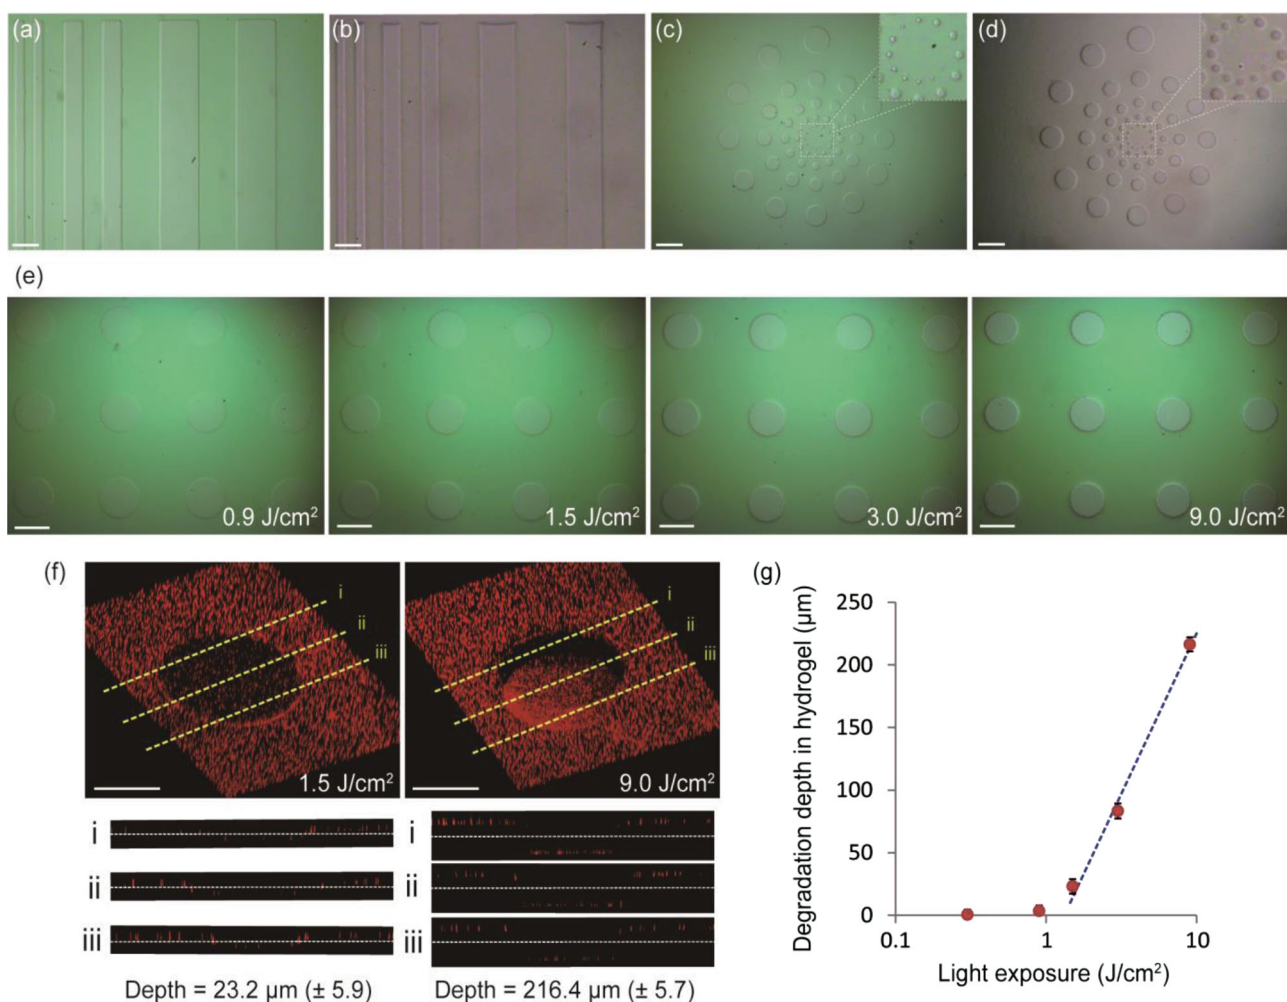 (a)
(b)
(c)
(d)
(e)
0.9 J/cm²
1.5 J/cm²
3.0 J/cm²
9.0 J/cm²
(f)
i
ii
iii
1.5 J/cm²
i
ii
iii
9.0 J/cm²
i
ii
iii
Depth = 23.2 µm (± 5.9)
i
ii
iii
Depth = 216.4 µm (± 5.7)
(g)
Degradation depth in hydrogel (µm)
250
200
150
100
50
0
0.1
1
10
Light exposure (J/cm²)